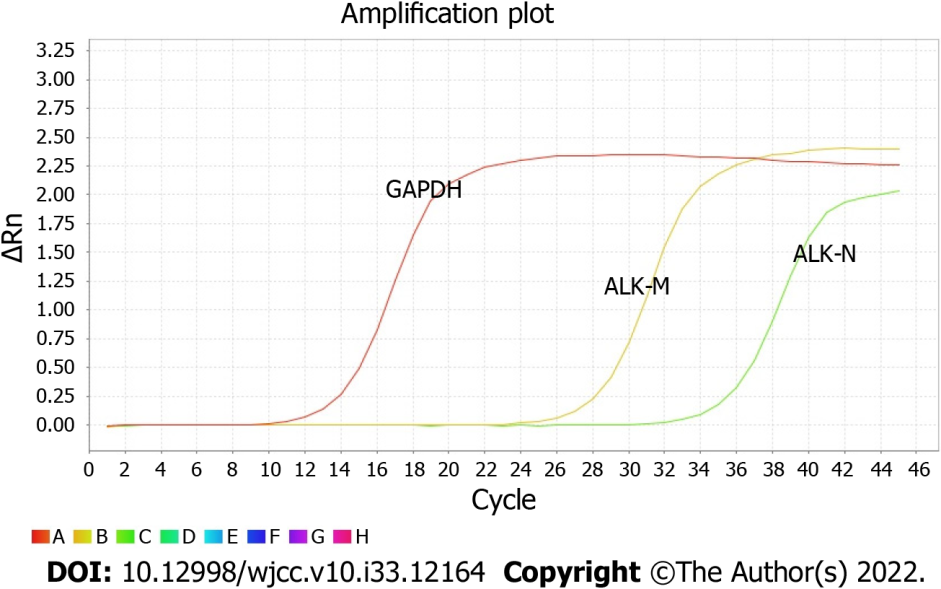 Amplification plot
3.25
3.00
2.75
2.50
2.25
2.00
1.75
1.50
1.25
1.00
0.75
0.50
0.25
0.00
ΔRn
GAPDH
ALK-M
ALK-N
0 2 4 6 8 10 12 14 16 18 20 22 24 26 28 30 32 34 36 38 40 42 44 46
Cycle
A B C D E F G H
DOI: 10.12998/wjcc.v10.i33.12164 Copyright ©The Author(s) 2022.